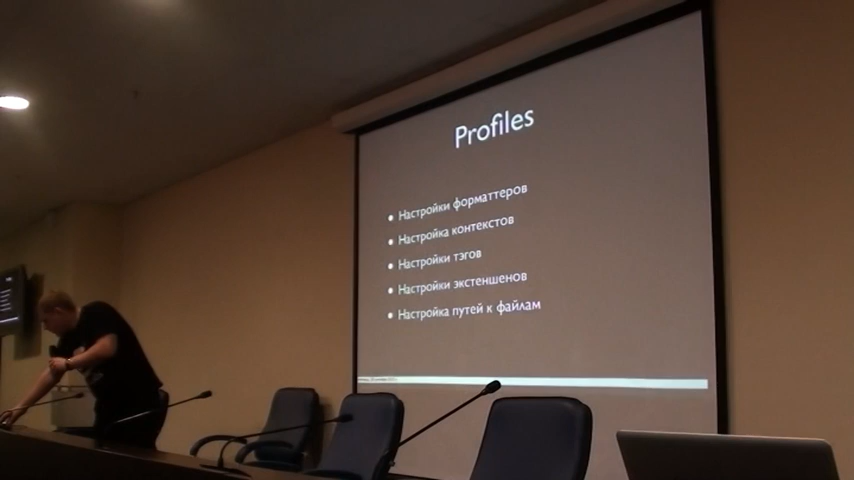 Profiles
• Настройки форматтеров
• Настройка контекстов
• Настройки тэгов
• Настройки экстеншенов
• Настройка путей к файлам